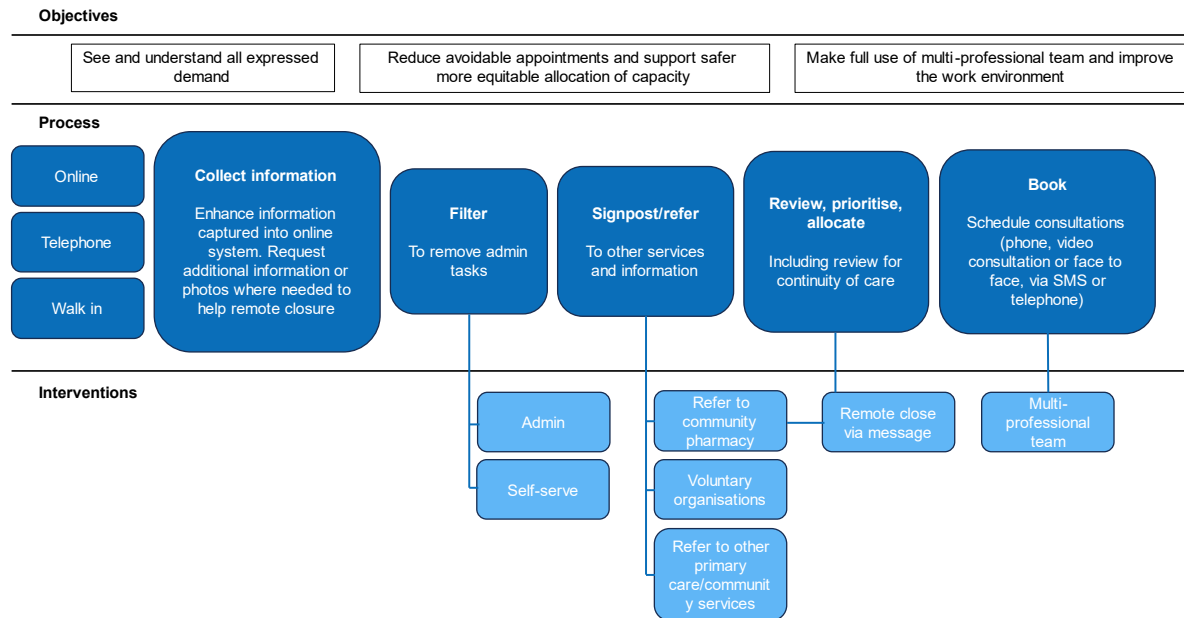 Objectives
See and understand all expressed
demand
Reduce avoidable appointments and support safer
more equitable allocation of capacity
Make full use of multi-professional team and improve
the work environment
Process
Online
Telephone
Walk in
Collect information
Enhance information
captured into online
system. Request
additional information or
photos where needed to
help remote closure
Filter
To remove admin
tasks
Signpost/refer
To other services
and information
Review, prioritise,
allocate
Including review for
continuity of care
Book
Schedule consultations
(phone, video
consultation or face to
face, via SMS or
telephone)
Interventions
Admin
Self-serve
Refer to
community
pharmacy
Voluntary
organisations
Refer to other
primary
care/communit
y services
Remote close
via message
Multi-
professional
team